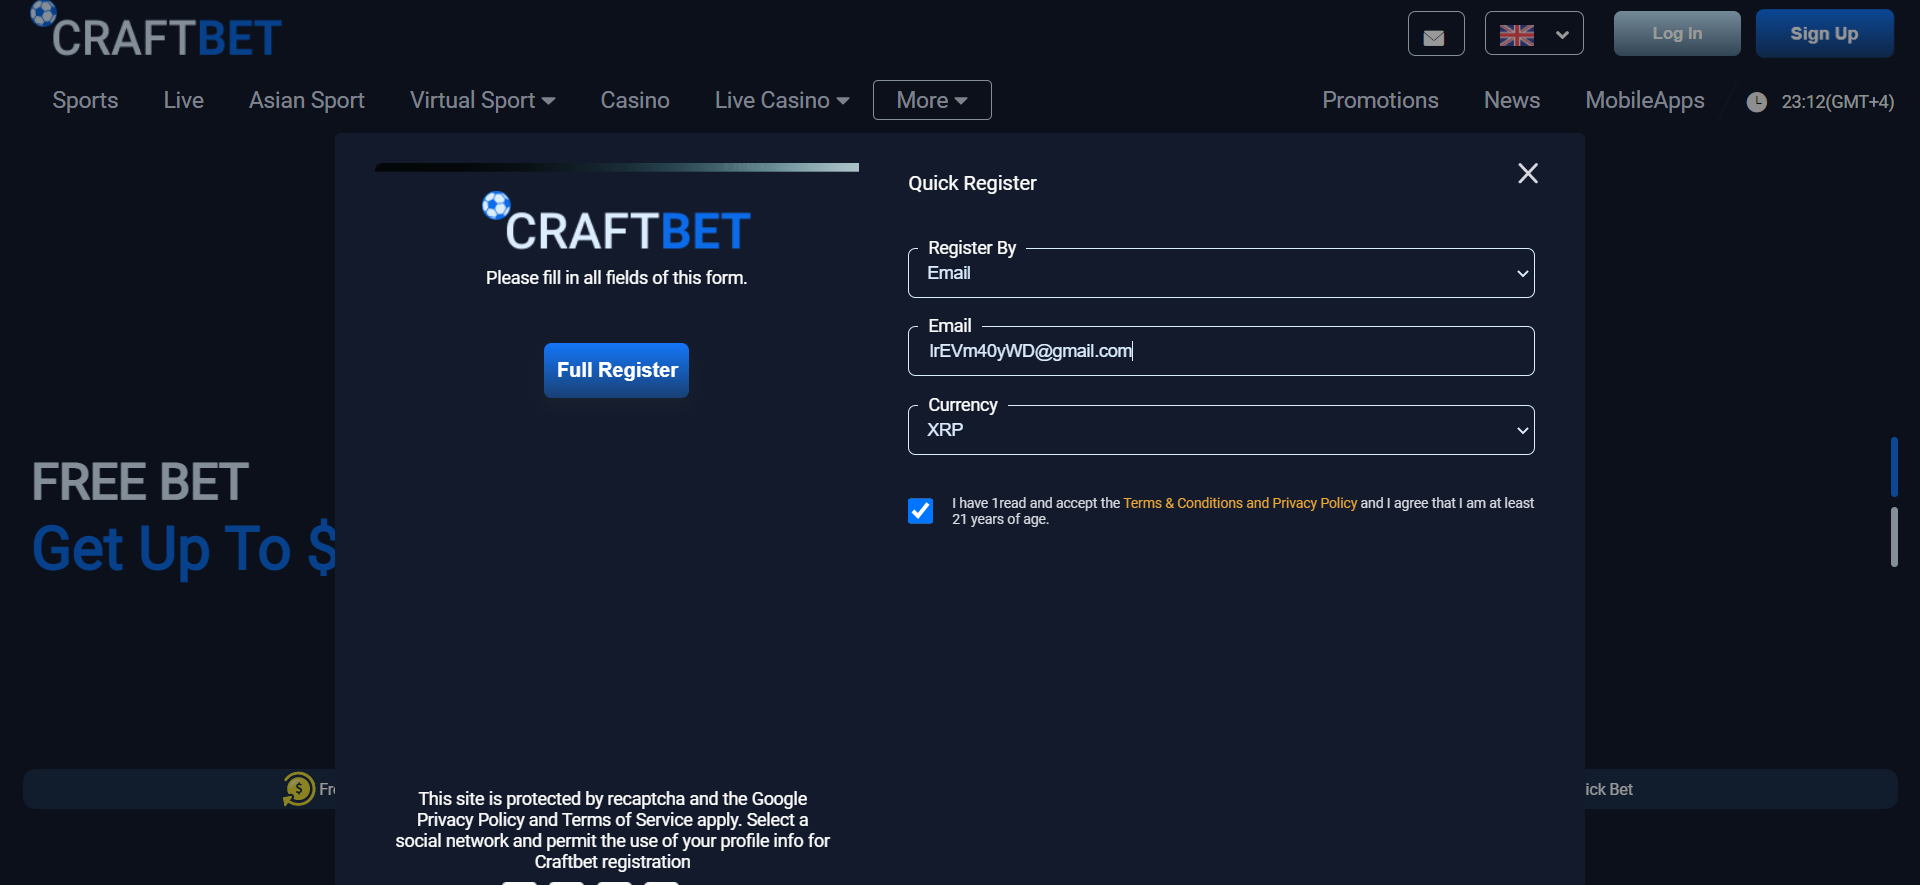 CRAFTBET
Log In
Sign Up
Sports
Live
Asian Sport
Virtual Sport
Casino
Live Casino
More
Promotions
News
MobileApps
23:12(GMT+4)
CRAFTBET
Please fill in all fields of this form.
Full Register
Quick Register
Register By
Email
Email
lrEVm40yWD@gmail.com
Currency
XRP
I have 1read and accept the Terms & Conditions and Privacy Policy and I agree that I am at least
21 years of age.
FREE BET
Get Up To $
$
Fr
ick Bet
This site is protected by recaptcha and the Google
Privacy Policy and Terms of Service apply. Select a
social network and permit the use of your profile info for
Craftbet registration